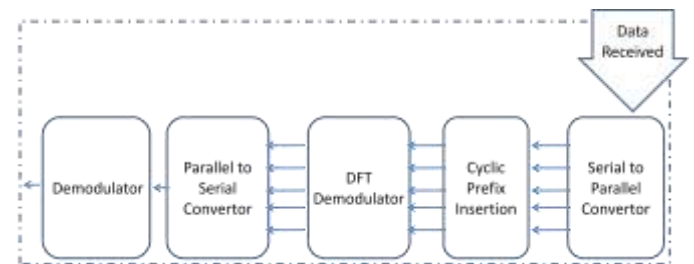 Data
Received
Demodulator
Parallel to
Serial
Convertor
DFT
Demodulator
Cyclic
Prefix
Insertion
Serial to
Parallel
Convertor